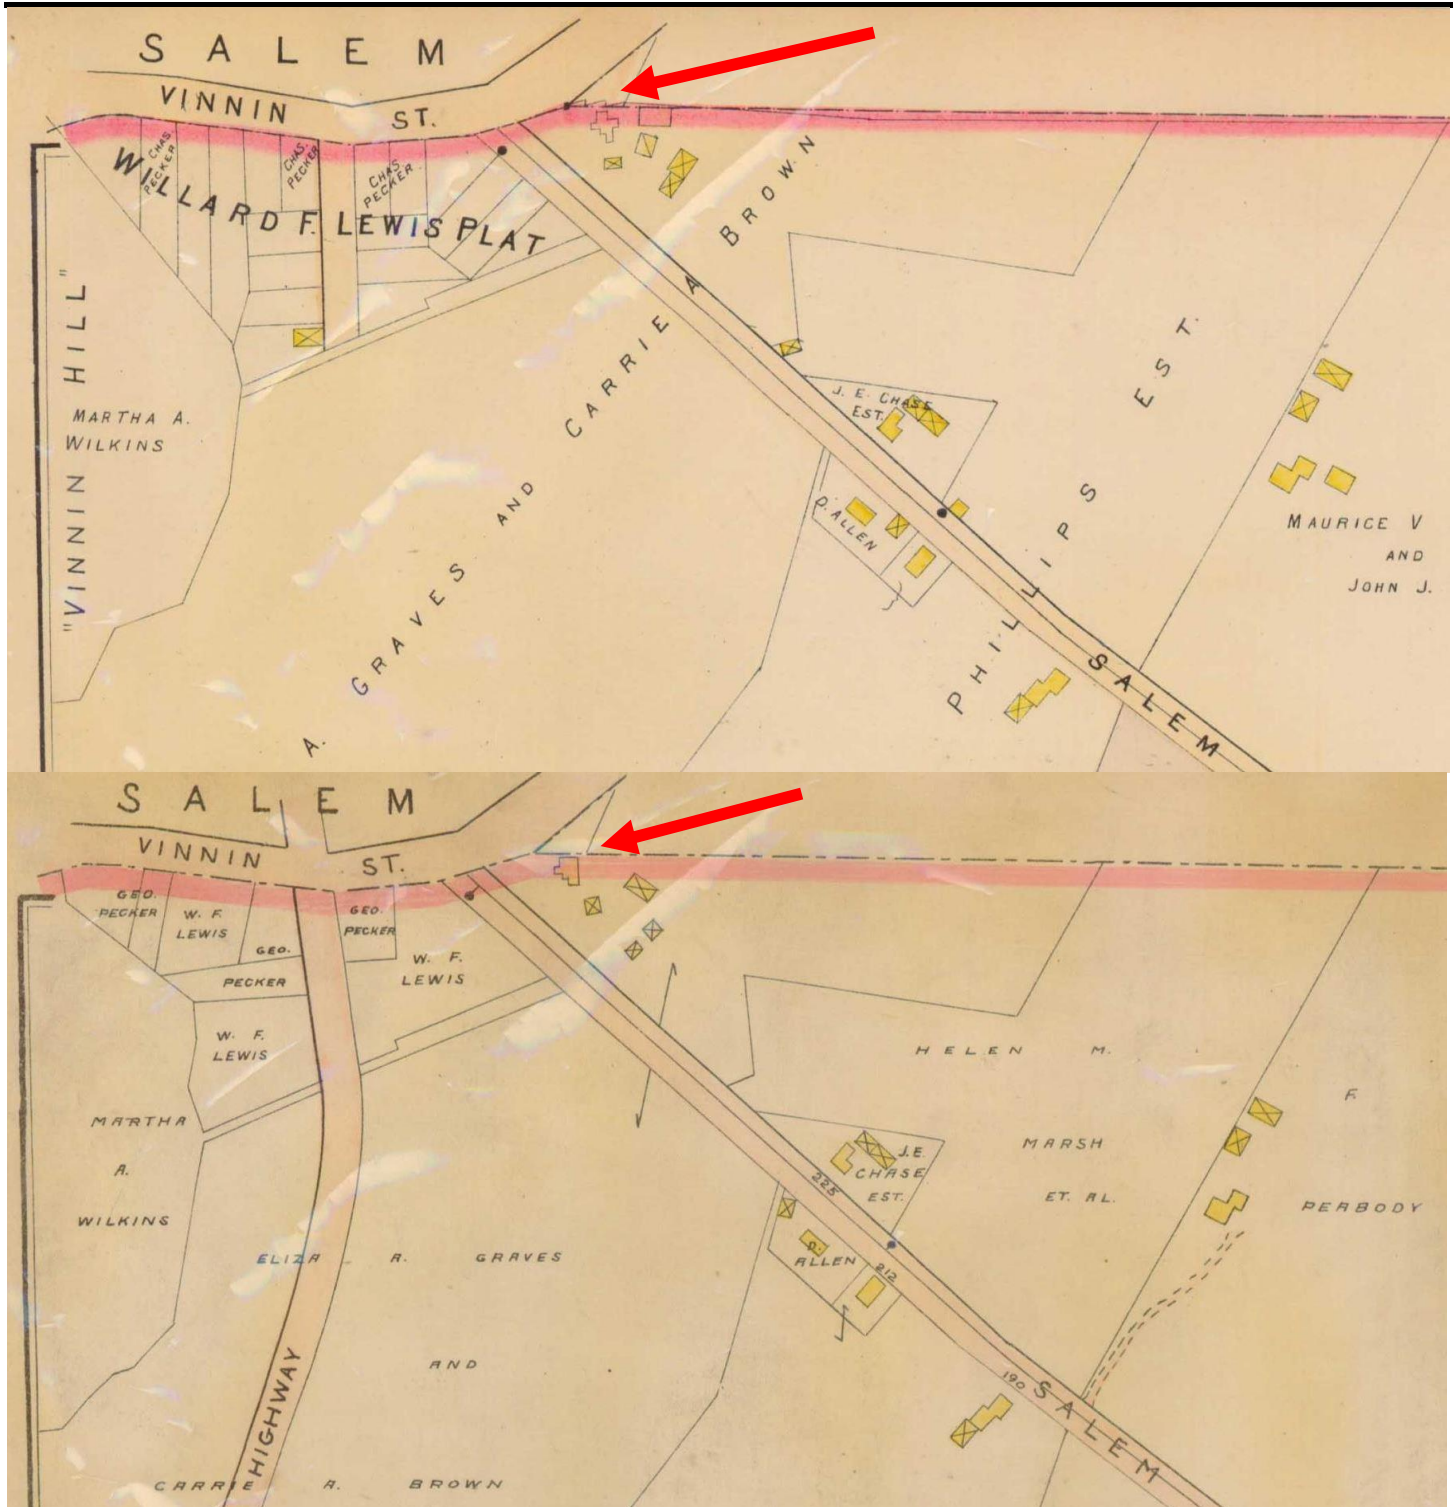 SALEM
VINNIN ST.
CHAS. PECKER
CHAS. PECKER
CHAS. PECKER
WILLARD F. LEWIS PLAT
"VINNIN HILL"
MARTHA A.
WILKINS
A. GRAVES AND CARRIE A BROWN
J. E. CHASE
EST.
D. ALLEN
PHILLIPS EST.
MAURICE V
AND
JOHN J.
SALEM
SALEM
VINNIN ST.
GEO.
PECKER
W. F.
LEWIS
GEO.
PECKER
GEO.
PECKER
W. F.
LEWIS
W. F.
LEWIS
MARTHA
A.
WILKINS
HELEN M.
MARSH
ET. AL.
F.
PEABODY
J.E.
CHASE
EST.
225
D.
ALLEN
212
190
ELIZA A. GRAVES
AND
CARRIE A. BROWN
HIGHWAY
SALEM